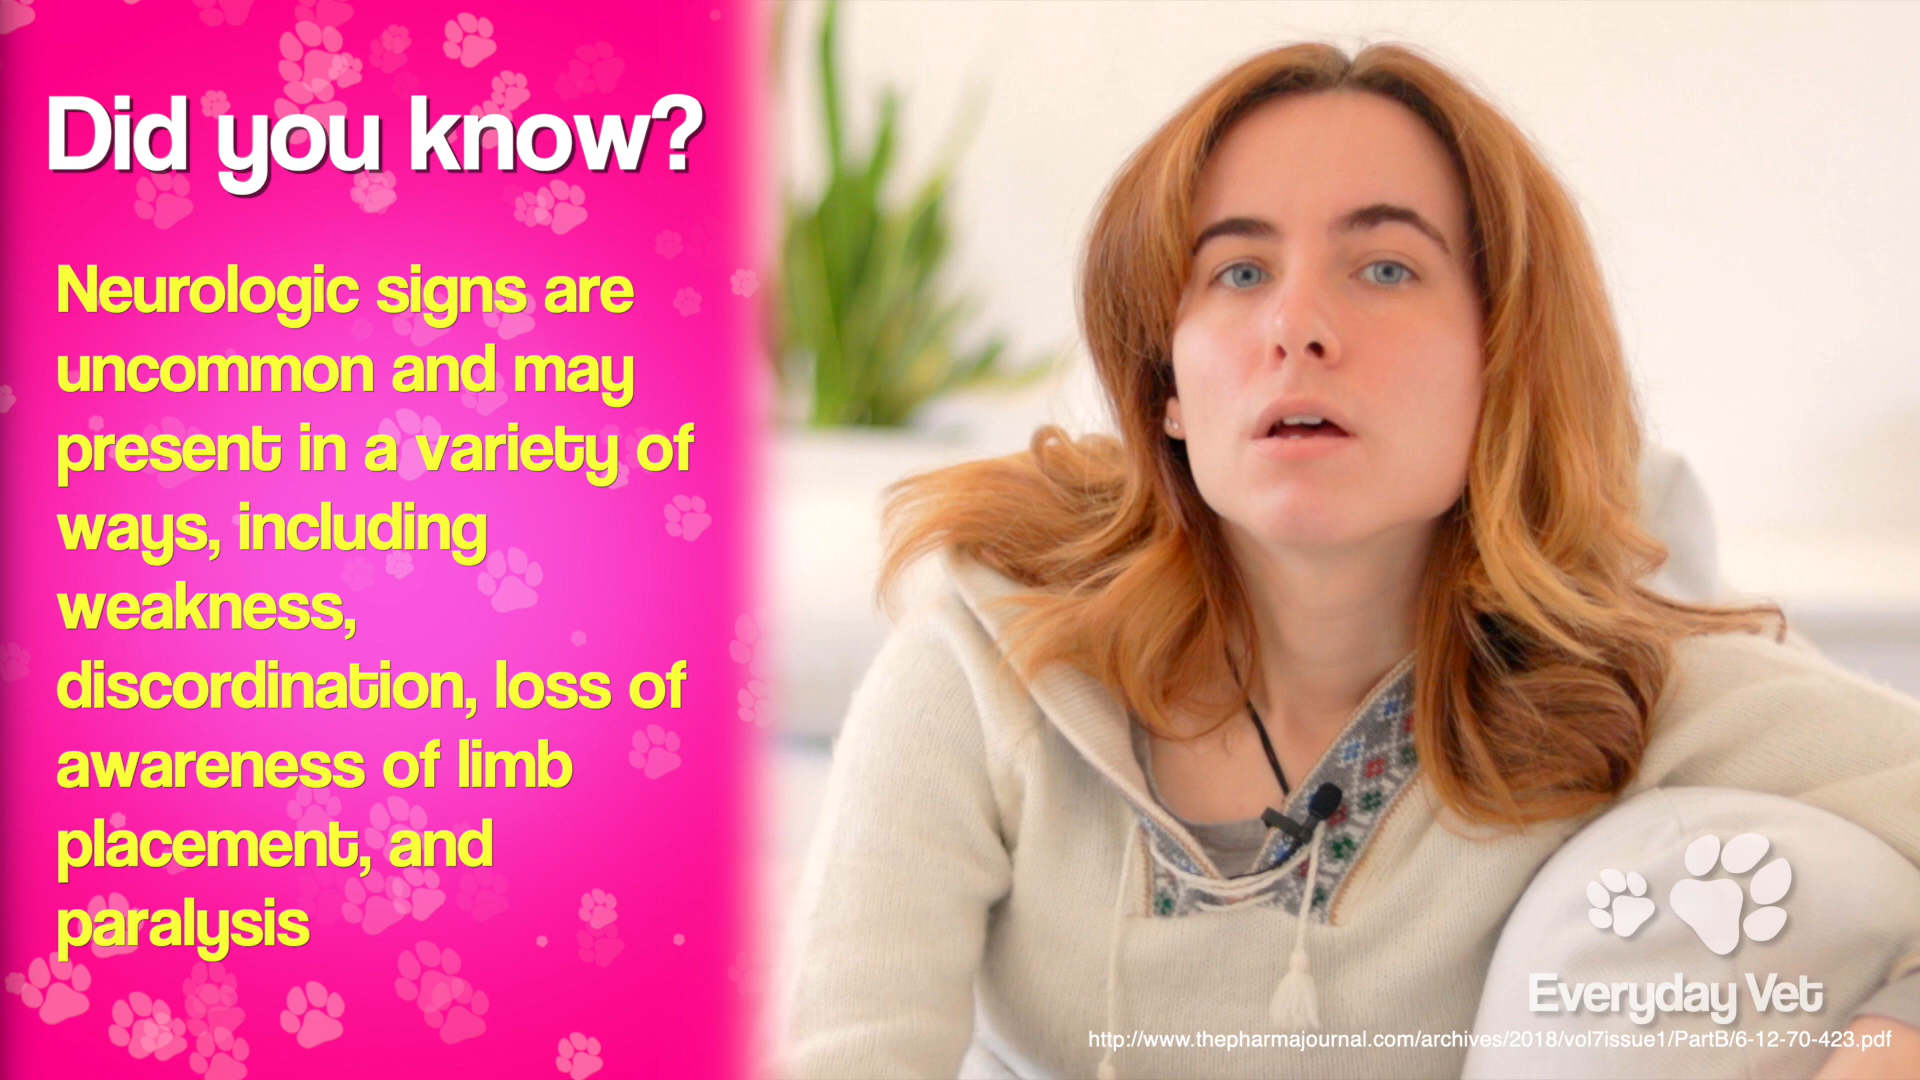 Did you know?
Neurologic signs are
uncommon and may
present in a variety of
ways, including
weakness,
discordination, loss of
awareness of limb
placement, and
paralysis
Everyday Vet
http://www.thepharmajournal.com/archives/2018/vol7issue1/PartB/6-12-70-423.pdf